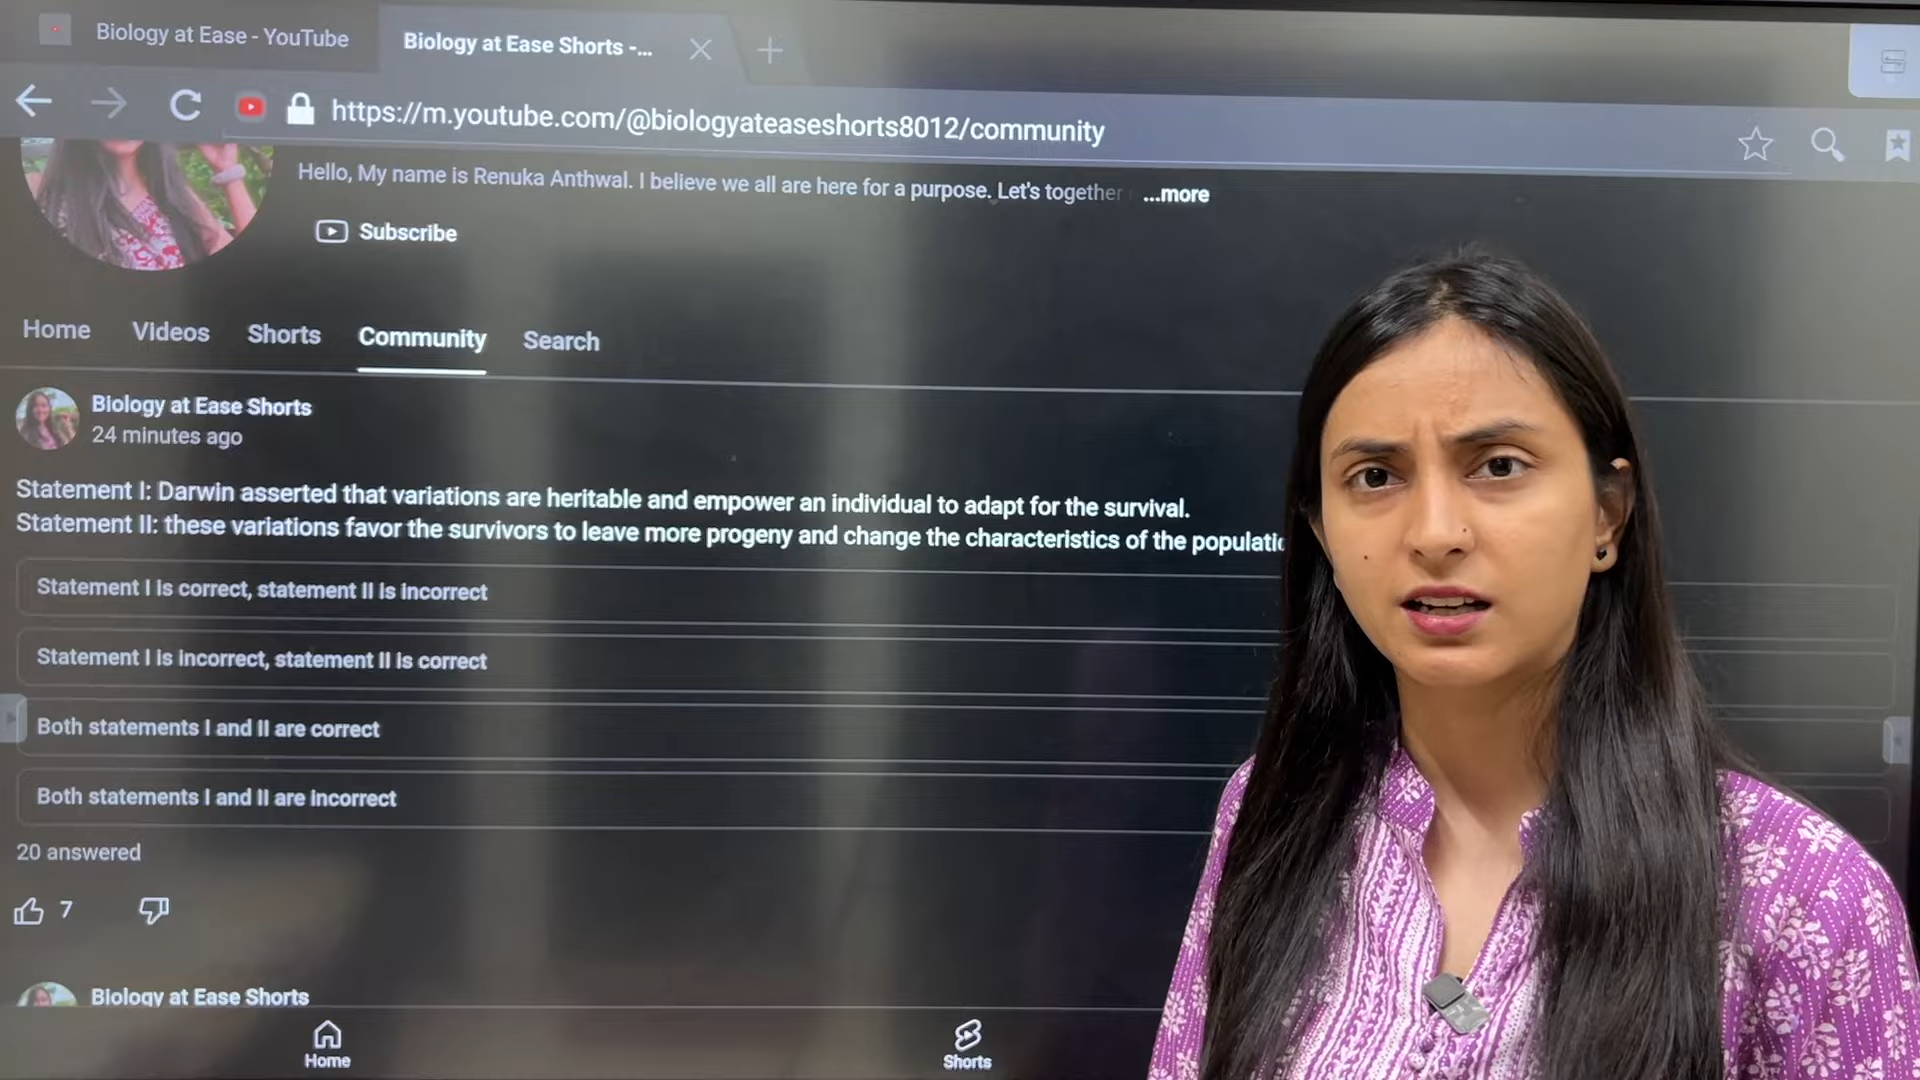 Biology at Ease - YouTube
Biology at Ease Shorts -...
https://m.youtube.com/@biologyateaseshorts8012/community
Hello, My name is Renuka Anthwal. I believe we all are here for a purpose. Let's together ...more
Subscribe
Home Videos Shorts Community Search
Biology at Ease Shorts
24 minutes ago
Statement I: Darwin asserted that variations are heritable and empower an individual to adapt for the survival.
Statement II: these variations favor the survivors to leave more progeny and change the characteristics of the
Statement I is correct, statement II is incorrect
Statement I is incorrect, statement II is correct
Both statements I and II are correct
Both statements I and II are incorrect
20 answered
7
Biology at Ease Shorts
Home
Shorts